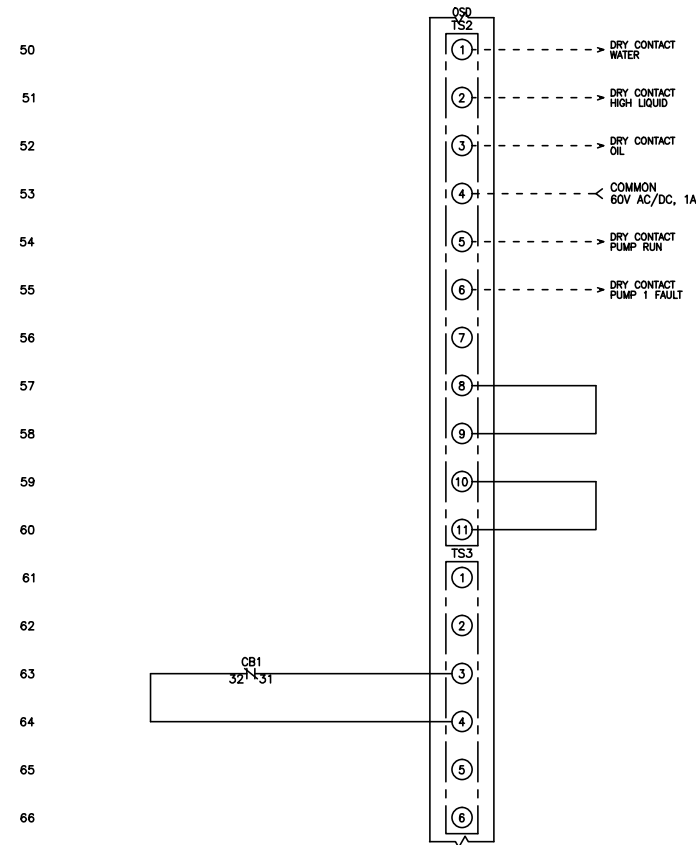 OSD
TS2
50
1
DRY CONTACT
WATER
51
2
DRY CONTACT
HIGH LIQUID
52
3
DRY CONTACT
OIL
53
4
COMMON
60V AC/DC, 1A
54
5
DRY CONTACT
PUMP RUN
55
6
DRY CONTACT
PUMP 1 FAULT
56
7
57
8
58
9
59
10
60
11
TS3
61
1
62
2
63
CB1
32 31
3
64
4
65
5
66
6